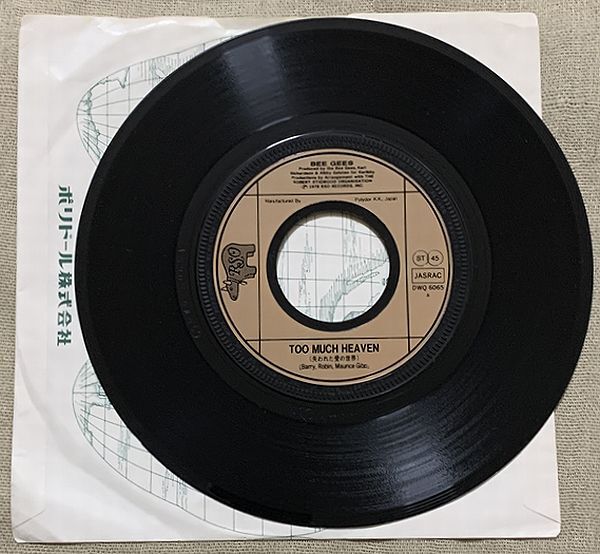 BEE GEES
Produced by the Bee Gees, Karl
Richardson & Albhy Galuten for Karlbhy
Productions by Arrangement with THE
ROBERT STIGWOOD ORGANISATION
℗ 1978 RSO RECORDS, INC.
Manufactured By Polydor K.K., Japan
RSO
ST 45
JASRAC
DWQ 6065
A
TOO MUCH HEAVEN
(失われた愛の世界)
(Barry, Robin, Maurice Gibb)
ポリドール株式会社